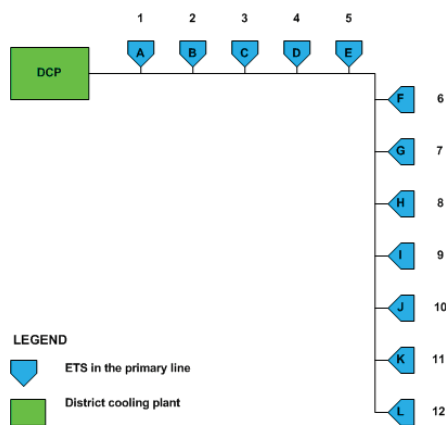 1 2 3 4 5
A B C D E
DCP
F 6
G 7
H 8
I 9
J 10
K 11
L 12
LEGEND
ETS in the primary line
District cooling plant